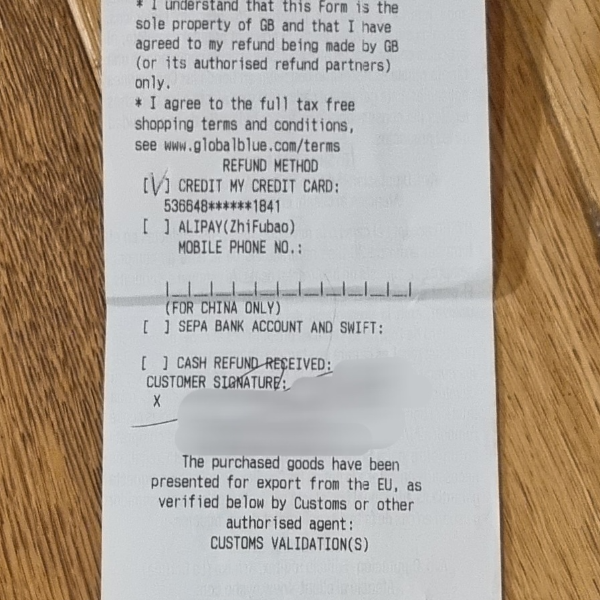 * I understand that this Form is the
sole property of GB and that I have
agreed to my refund being made by GB
(or its authorised refund partners)
only.
* I agree to the full tax free
shopping terms and conditions,
see www.globalblue.com/terms
REFUND METHOD
[√] CREDIT MY CREDIT CARD:
536648******1841
[ ] ALIPAY(ZhiFubao)
MOBILE PHONE NO.:
|_|_|_|_|_|_|_|_|_|_|_|
(FOR CHINA ONLY)
[ ] SEPA BANK ACCOUNT AND SWIFT:
[ ] CASH REFUND RECEIVED:
CUSTOMER SIGNATURE:
X
The purchased goods have been
presented for export from the EU, as
verified below by Customs or other
authorised agent:
CUSTOMS VALIDATION(S)